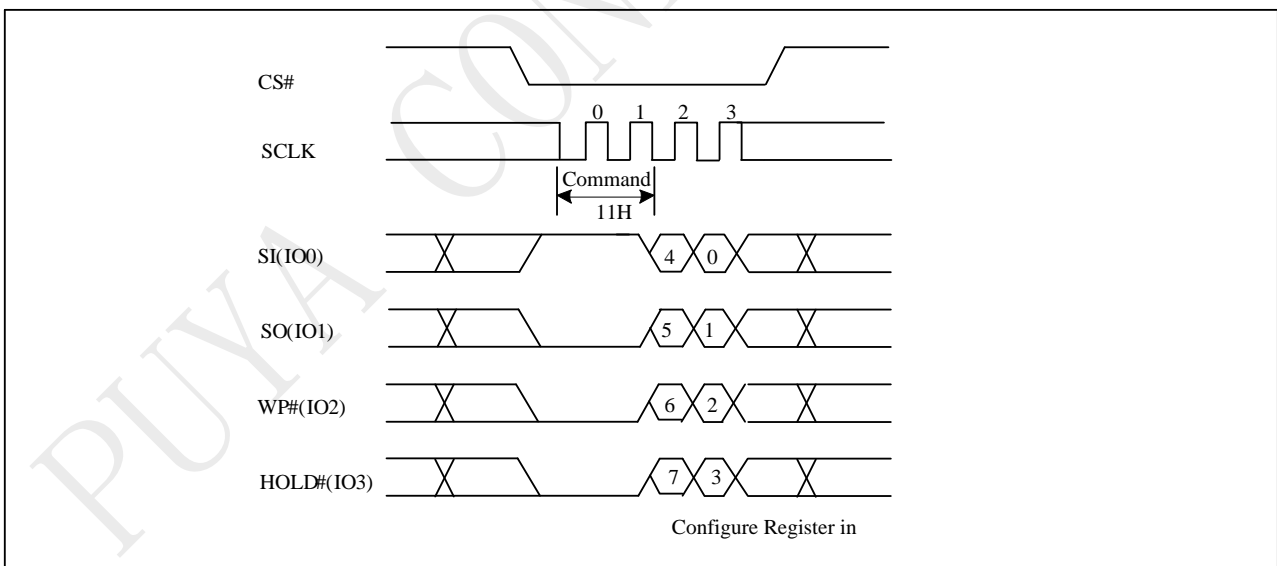 CS#
0 1 2 3
SCLK
Command
11H
SI(IO0) 4 0
SO(IO1) 5 1
WP#(IO2) 6 2
HOLD#(IO3) 7 3
Configure Register in
PUYA CON